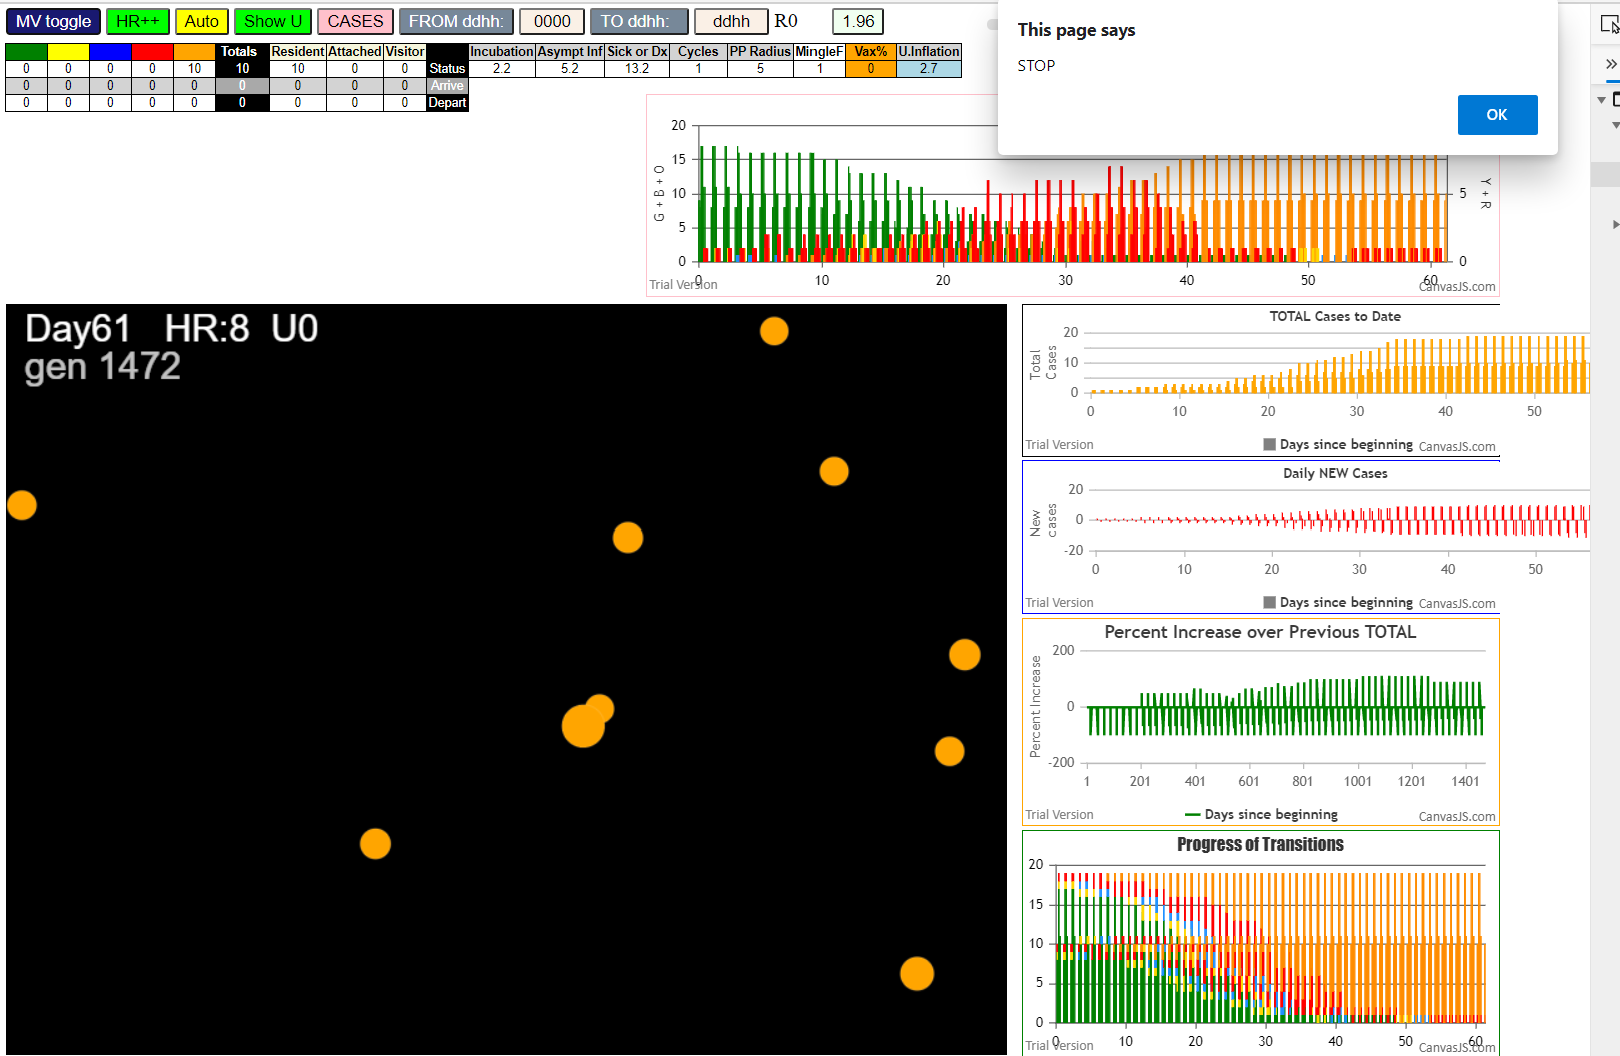 MV toggle HR++ Auto Show U CASES FROM ddhh: 0000 TO ddhh: ddhh R0 1.96
This page says
STOP
OK
Totals Resident Attached Visitor Incubation Asympt Inf Sick or Dx Cycles PP Radius MingleF Vax% U.Inflation
0 0 0 0 10 10 10 0 0 Status 2.2 5.2 13.2 1 5 1 0 2.7
0 0 0 0 0 0 0 0 0 Arrive
0 0 0 0 0 0 0 0 0 Depart
20
15
10 5
5
0 0
G + B + O
Y + R
0 10 20 30 40 50 60
Trial Version CanvasJS.com
Day61 HR:8 U0
gen 1472
TOTAL Cases to Date
20
10
0
Total
Cases
0 10 20 30 40 50
Days since beginning
Trial Version CanvasJS.com
Daily NEW Cases
20
0
-20
New
cases
0 10 20 30 40 50
Days since beginning
Trial Version CanvasJS.com
Percent Increase over Previous TOTAL
200
0
-200
Percent Increase
1 201 401 601 801 1001 1201 1401
Days since beginning
Trial Version CanvasJS.com
Progress of Transitions
20
15
10
5
0
0 10 20 30 40 50 60
Trial Version CanvasJS.com